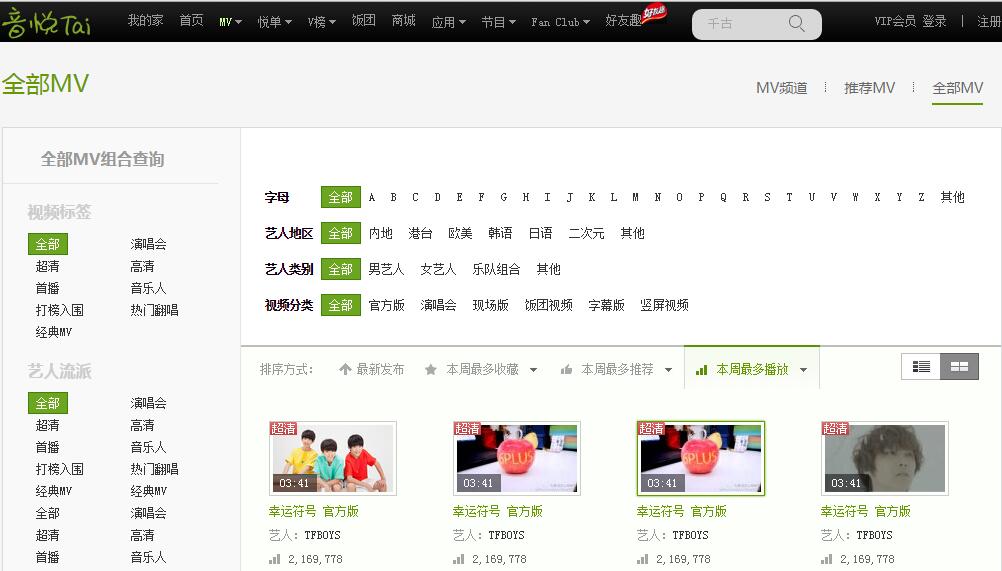 音悦Tai 我的家 首页 MV 悦单 V榜 饭团 商城 应用 节目 Fan Club 好友趣 好友趣 千古 VIP会员 登录 | 注册
全部MV
MV频道 推荐MV 全部MV
全部MV组合查询
视频标签
全部 演唱会
超清 高清
首播 音乐人
打榜入围 热门翻唱
经典MV
艺人流派
全部 演唱会
超清 高清
首播 音乐人
打榜入围 热门翻唱
经典MV 经典MV
全部 演唱会
超清 高清
首播 音乐人
字母 全部 A B C D E F G H I J K L M N O P Q R S T U V W X Y Z 其他
艺人地区 全部 内地 港台 欧美 韩语 日语 二次元 其他
艺人类别 全部 男艺人 女艺人 乐队组合 其他
视频分类 全部 官方版 演唱会 现场版 饭团视频 字幕版 竖屏视频
排序方式: 最新发布 本周最多收藏 本周最多推荐 本周最多播放
超清 超清 超清 超清
6PLUS 6PLUS
03:41 03:41 03:41 03:41
幸运符号 官方版 幸运符号 官方版 幸运符号 官方版 幸运符号 官方版
艺人: TFBOYS 艺人: TFBOYS 艺人: TFBOYS 艺人: TFBOYS
2,169,778 2,169,778 2,169,778 2,169,778